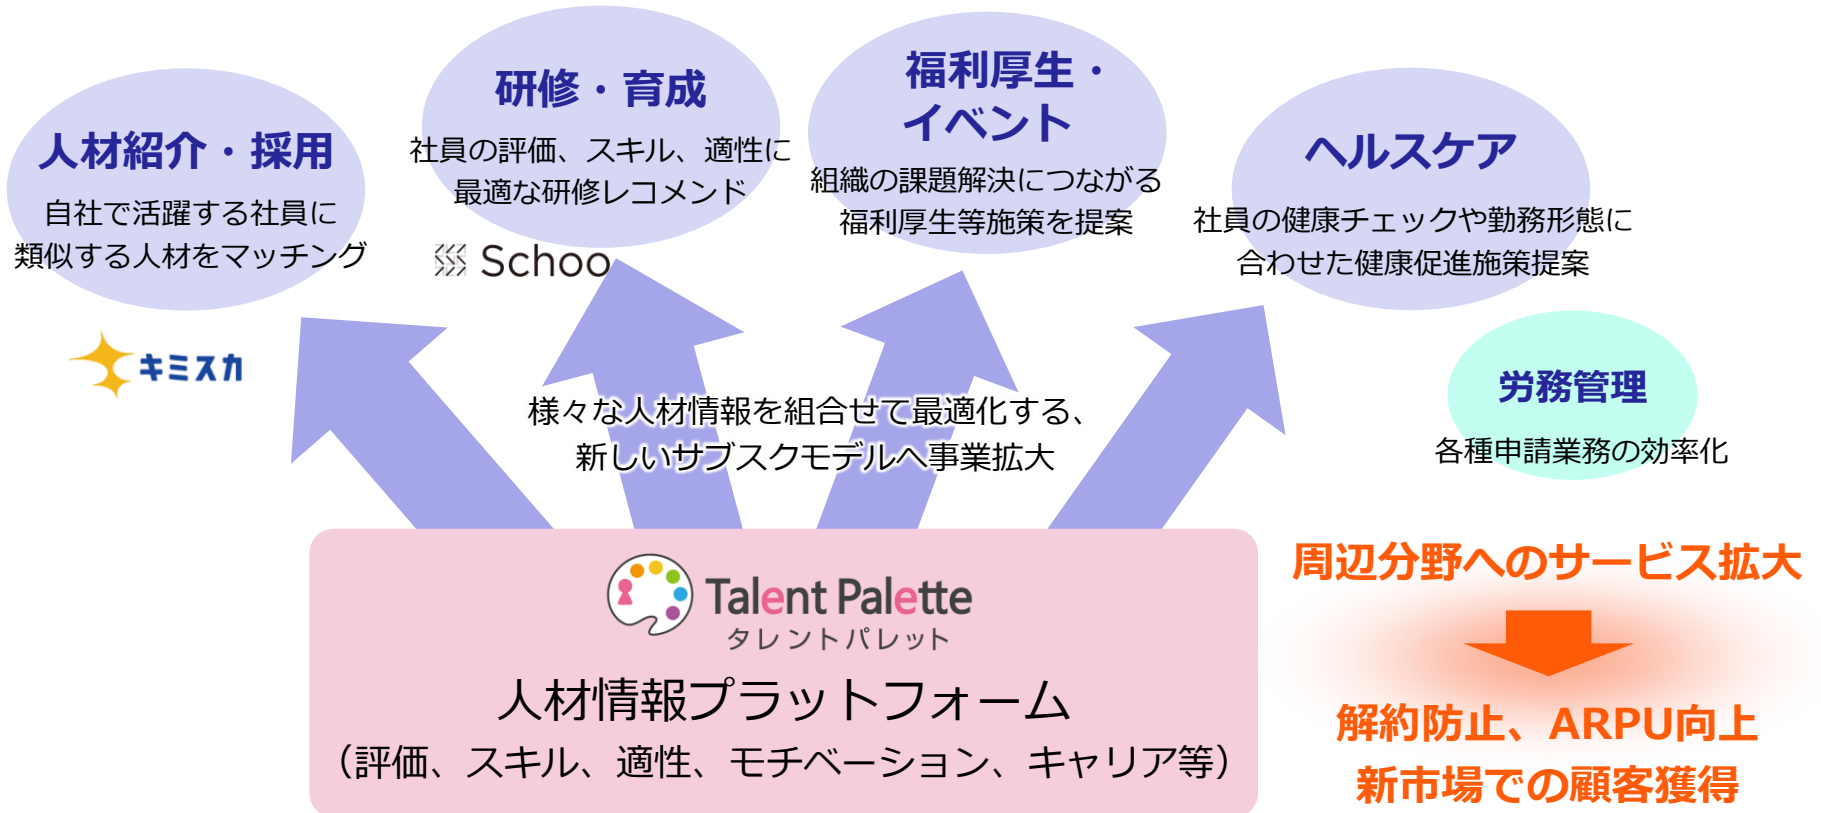 人材紹介・採用
自社で活躍する社員に
類似する人材をマッチング
キミスカ
研修・育成
社員の評価、スキル、適性に
最適な研修レコメンド
Schoo
福利厚生・
イベント
組織の課題解決につながる
福利厚生等施策を提案
ヘルスケア
社員の健康チェックや勤務形態に
合わせた健康促進施策提案
労務管理
各種申請業務の効率化
様々な人材情報を組合せて最適化する、
新しいサブスクモデルへ事業拡大
Talent Palette
タレントパレット
人材情報プラットフォーム
（評価、スキル、適性、モチベーション、キャリア等）
周辺分野へのサービス拡大
解約防止、ARPU向上
新市場での顧客獲得